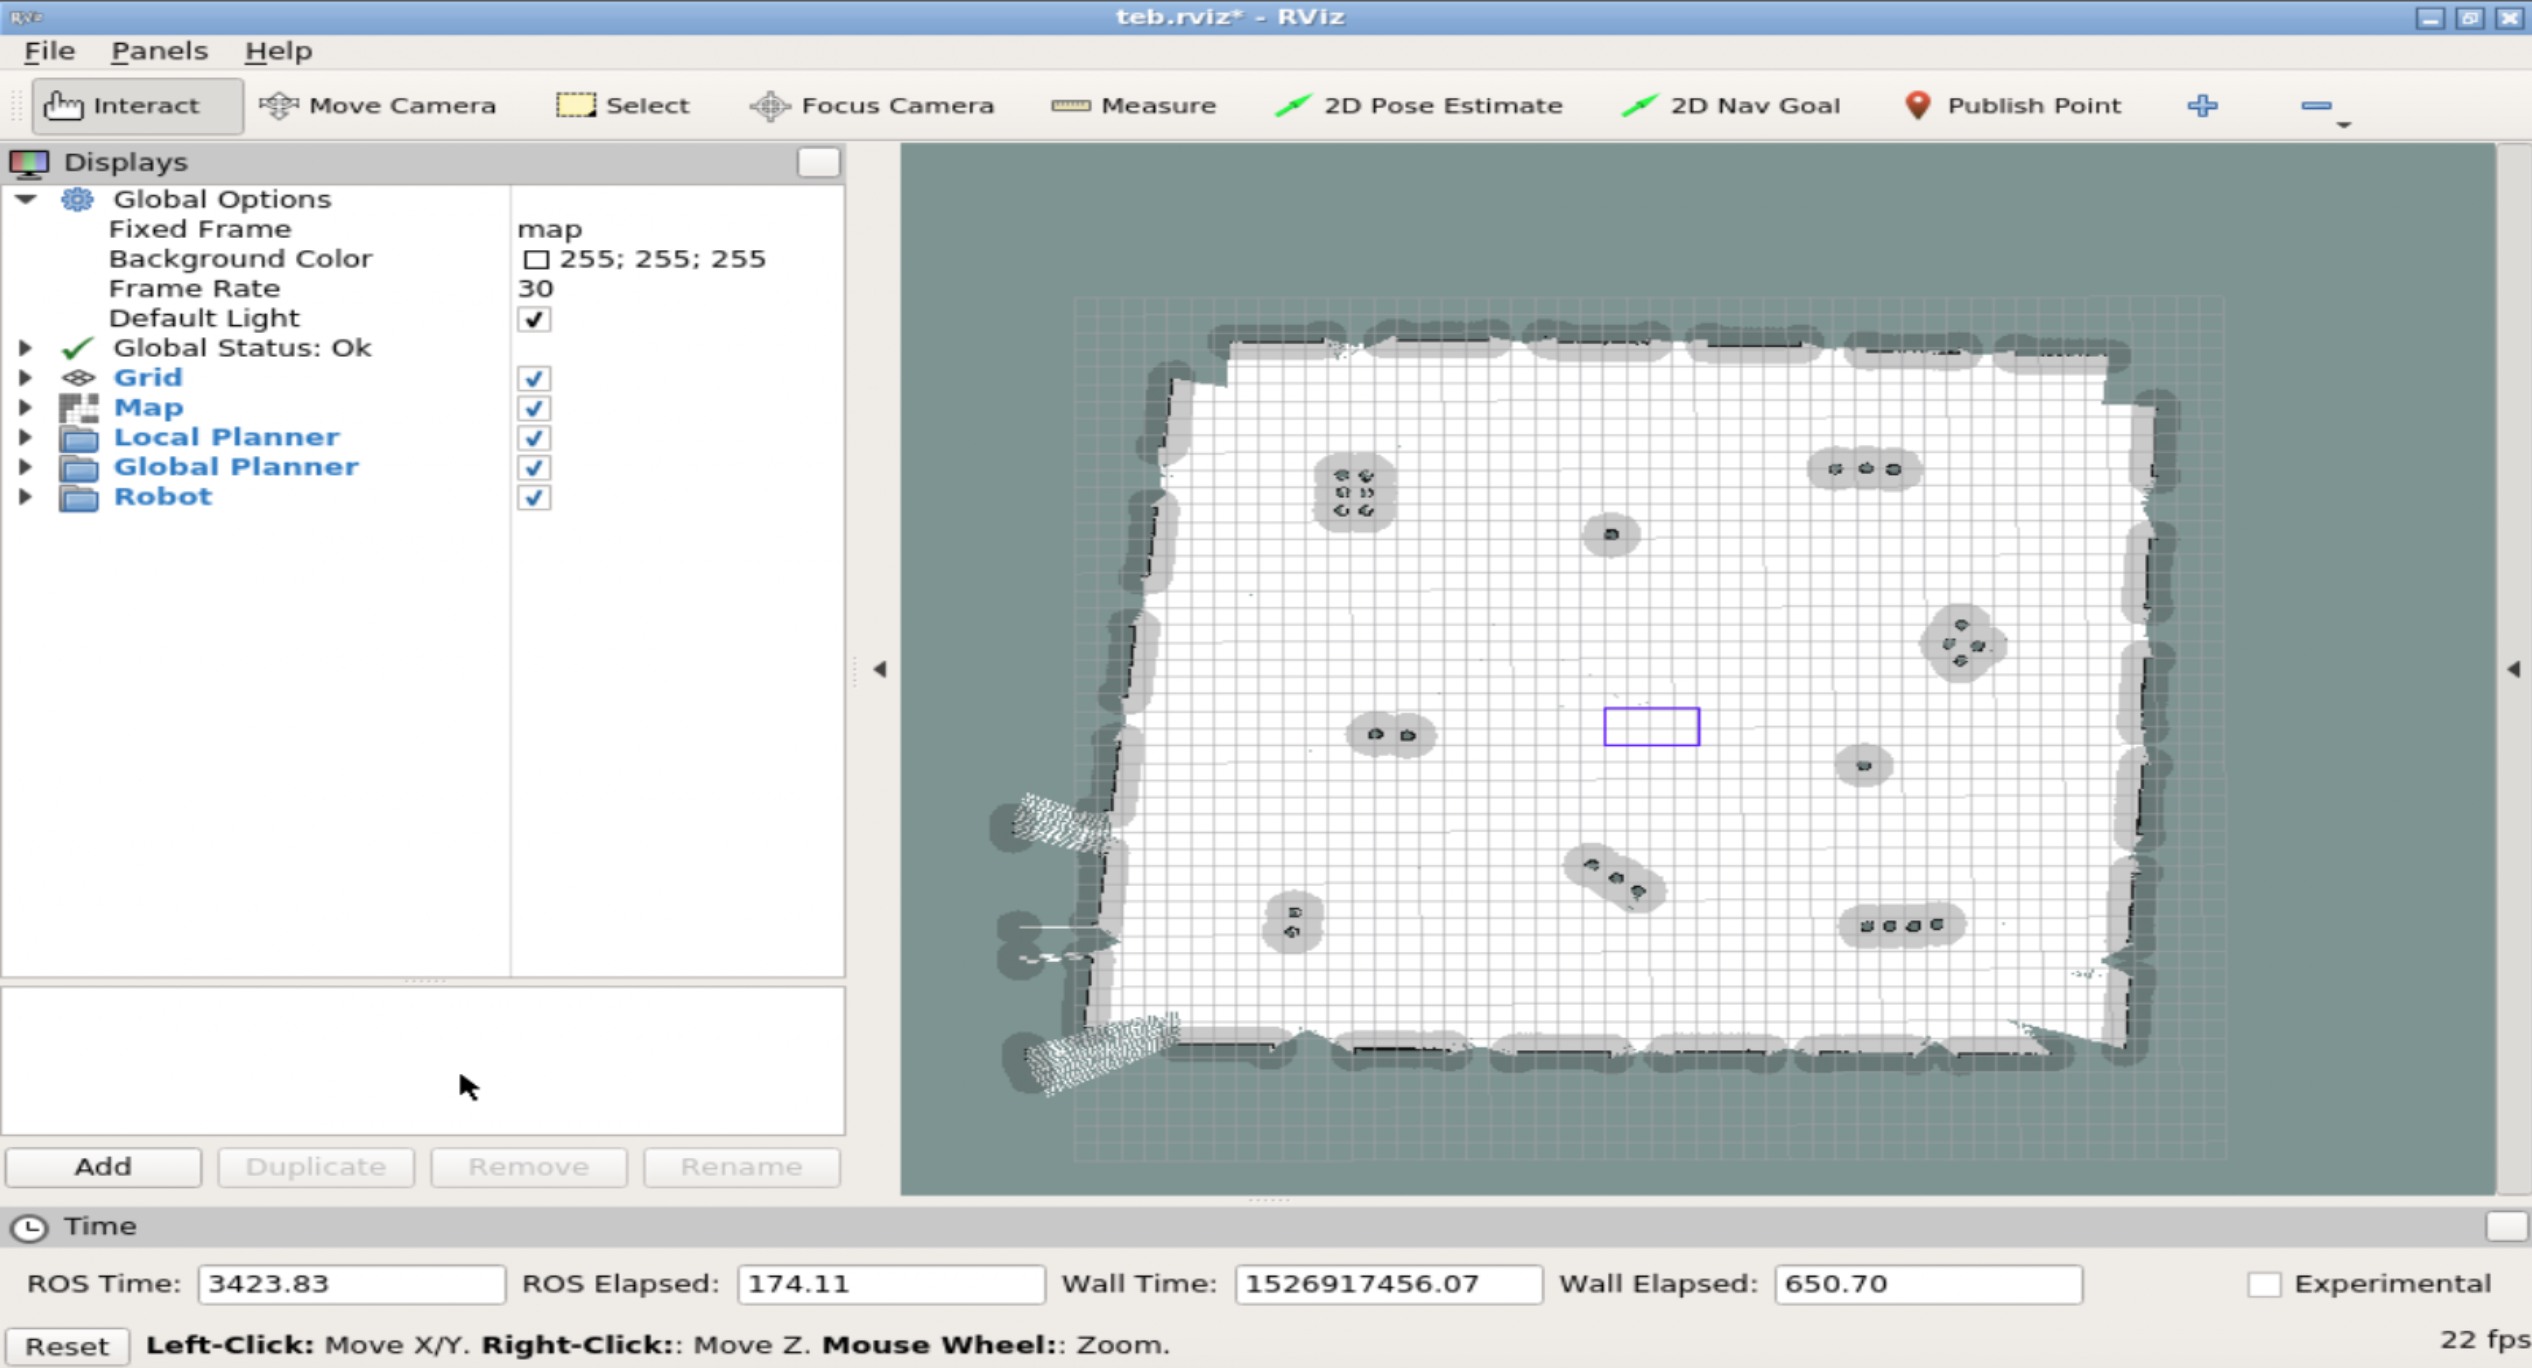 RViz
teb.rviz* - RViz
File Panels Help
Interact Move Camera Select Focus Camera Measure 2D Pose Estimate 2D Nav Goal Publish Point
Displays
Global Options
Fixed Frame map
Background Color 255; 255; 255
Frame Rate 30
Default Light
Global Status: Ok
Grid
Map
Local Planner
Global Planner
Robot
Add Duplicate Remove Rename
Time
ROS Time: 3423.83 ROS Elapsed: 174.11 Wall Time: 1526917456.07 Wall Elapsed: 650.70 Experimental
Reset Left-Click: Move X/Y. Right-Click:: Move Z. Mouse Wheel:: Zoom. 22 fps